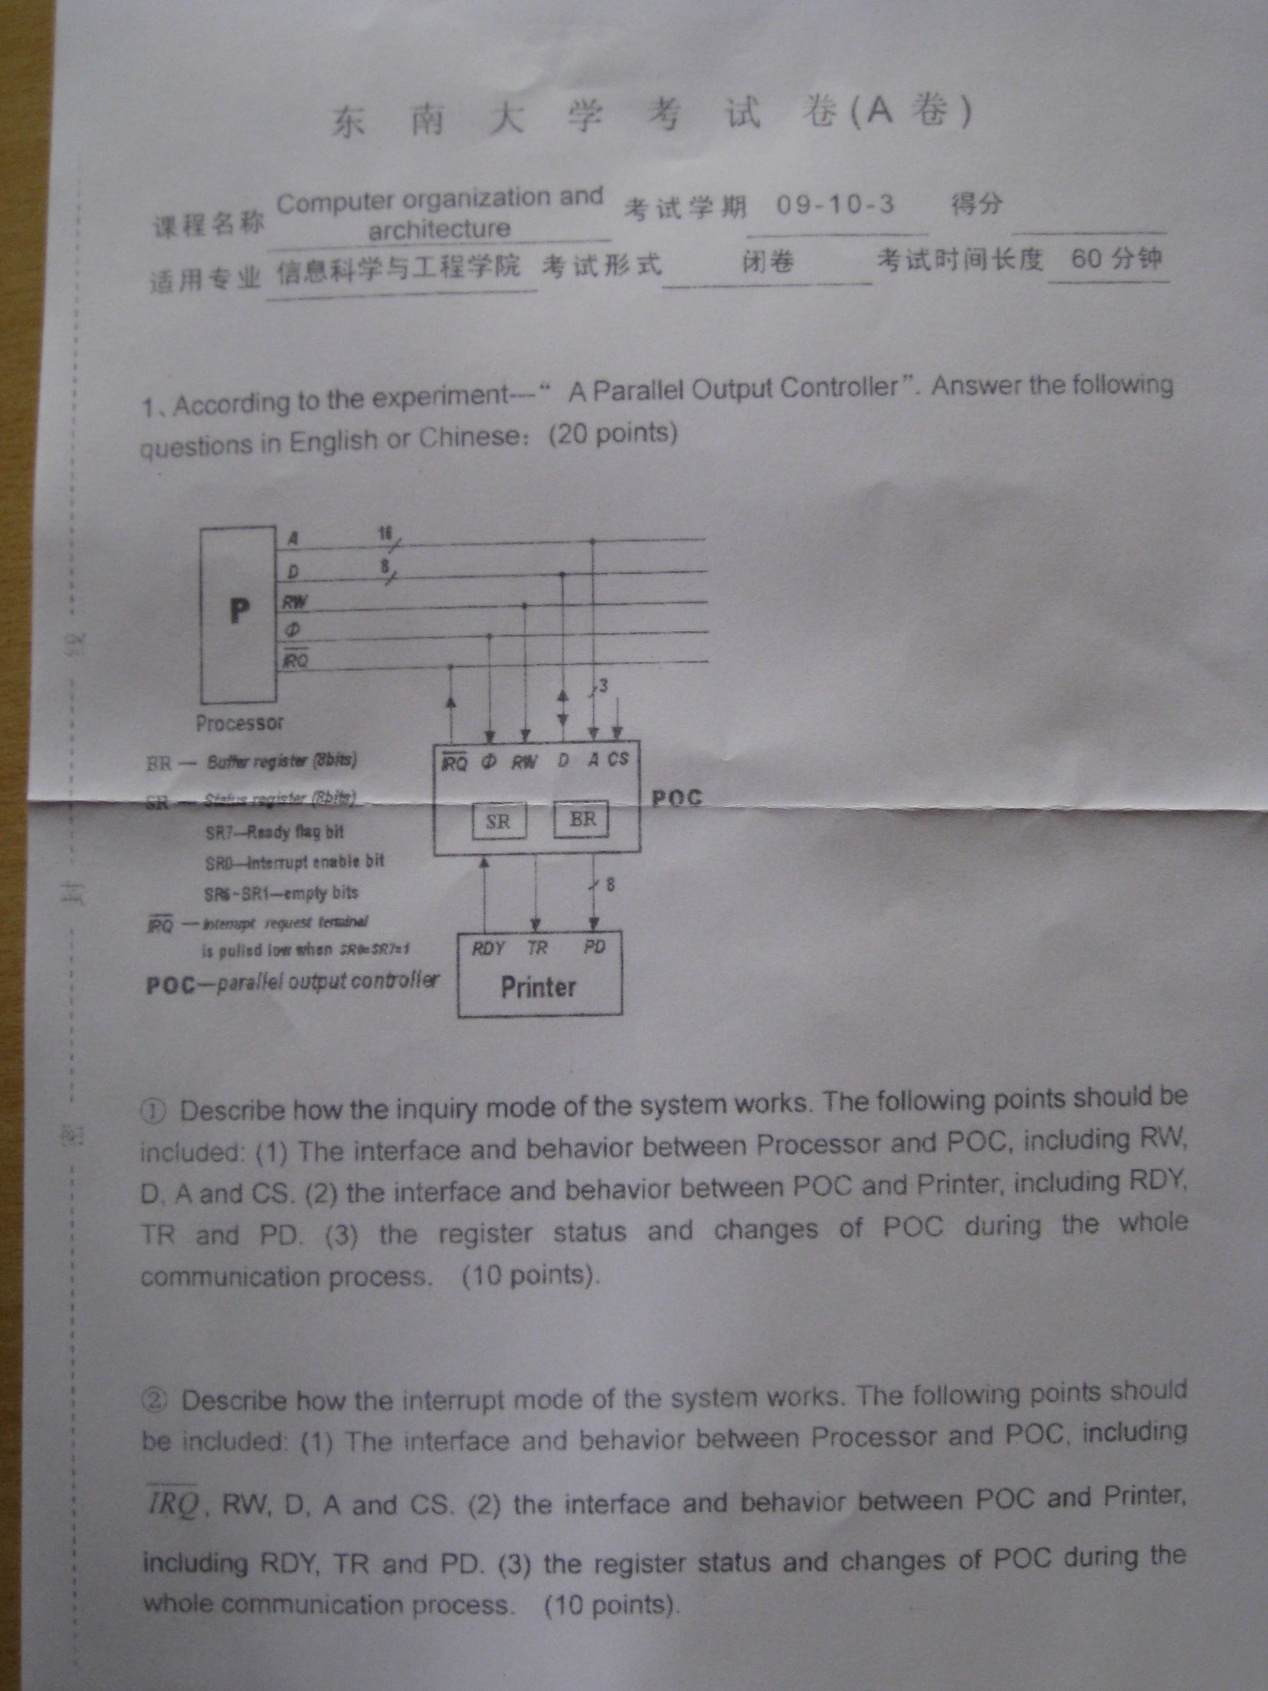 东南大学考试卷(A卷)
课程名称 Computer organization and architecture 考试学期 09-10-3 得分
适用专业 信息科学与工程学院 考试形式 闭卷 考试时间长度 60分钟
1、According to the experiment---“ A Parallel Output Controller”. Answer the following
questions in English or Chinese: (20 points)
A 16
D 8
RW
Φ
IRQ
P
3
Processor
BR — Buffer register (8bits)
IRQ Φ RW D A CS
SR — Status register (8bits)
POC
SR BR
SR7—Ready flag bit
SR0—Interrupt enable bit
SR6~SR1—empty bits
8
IRQ — Interrupt request terminal
is pulled low when SR0=SR7=1
RDY TR PD
POC—parallel output controller
Printer
① Describe how the inquiry mode of the system works. The following points should be
included: (1) The interface and behavior between Processor and POC, including RW,
D, A and CS. (2) the interface and behavior between POC and Printer, including RDY,
TR and PD. (3) the register status and changes of POC during the whole
communication process. (10 points).
② Describe how the interrupt mode of the system works. The following points should
be included: (1) The interface and behavior between Processor and POC, including
IRQ, RW, D, A and CS. (2) the interface and behavior between POC and Printer,
including RDY, TR and PD. (3) the register status and changes of POC during the
whole communication process. (10 points).
线
封
密